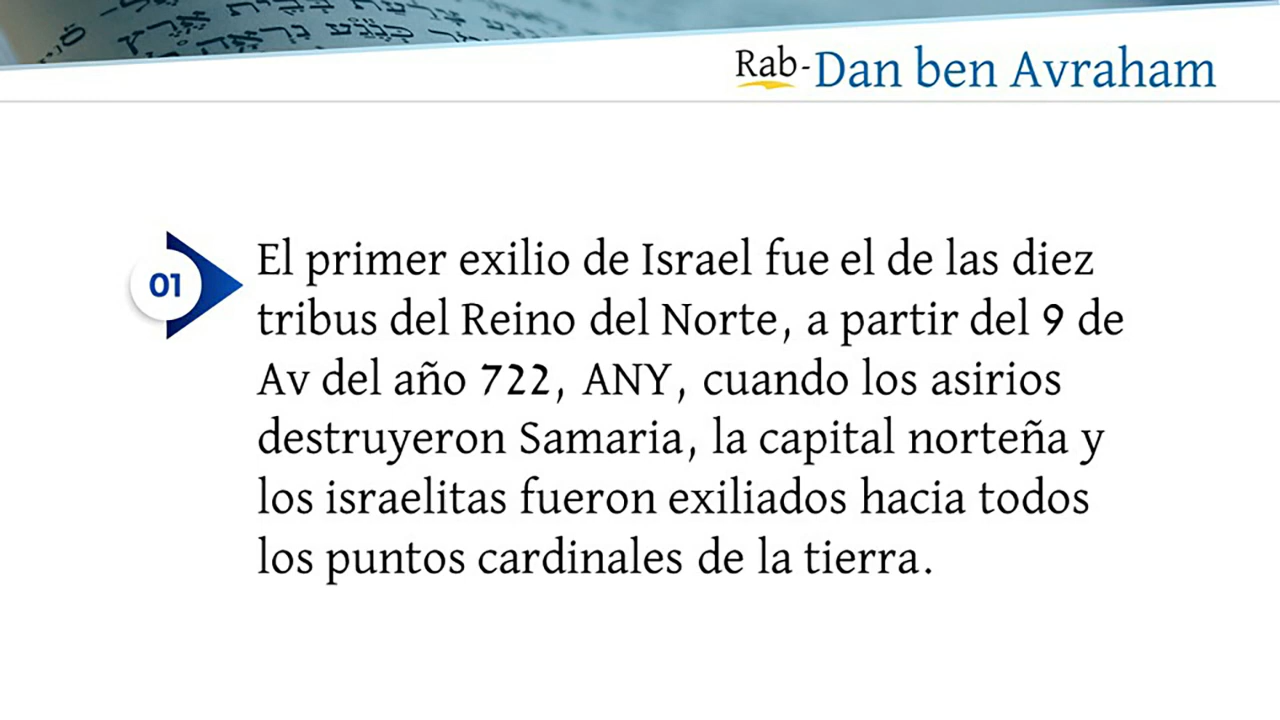 Rab-Dan ben Avraham
01
El primer exilio de Israel fue el de las diez
tribus del Reino del Norte, a partir del 9 de
Av del año 722, ANY, cuando los asirios
destruyeron Samaria, la capital norteña y
los israelitas fueron exiliados hacia todos
los puntos cardinales de la tierra.